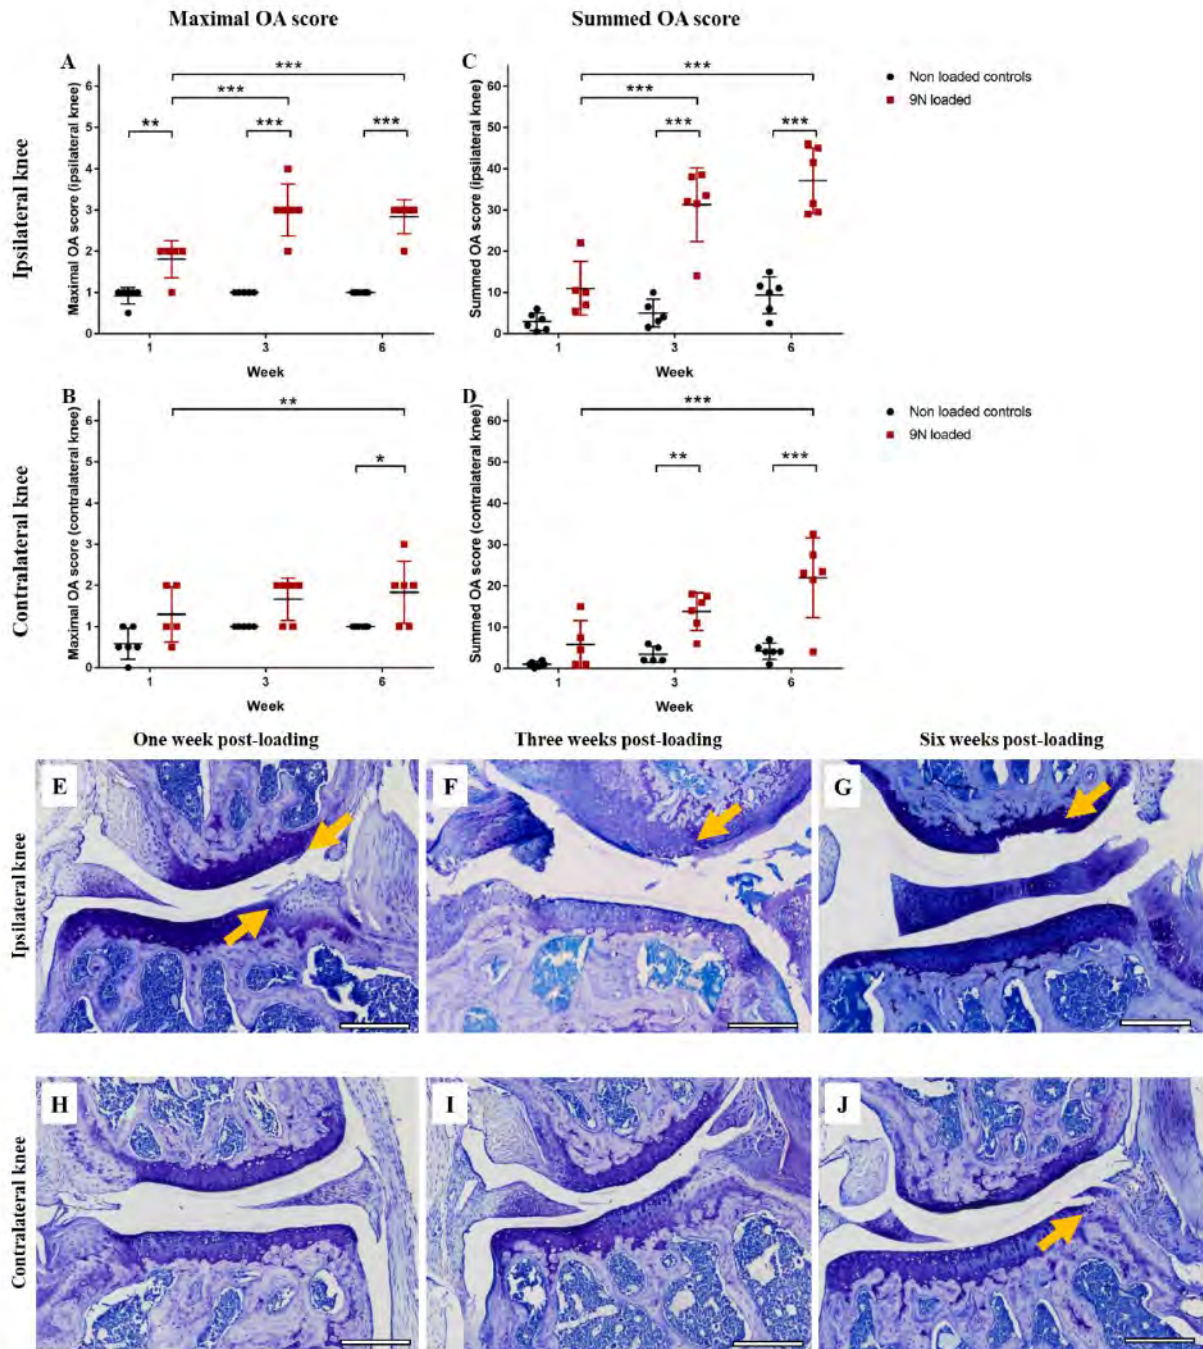 Maximal OA score
Summed OA score
Ipsilateral knee
A
Maximal OA score (ipsilateral knee)
6
5
4
3
2
1
0
***
***
**
***
***
1
3
6
Week
C
Summed OA score (ipsilateral knee)
60
50
40
30
20
10
0
***
***
***
***
1
3
6
Week
Non loaded controls
9N loaded
Contralateral knee
B
Maximal OA score (contralateral knee)
6
5
4
3
2
1
0
**
*
1
3
6
Week
D
Summed OA score (contralateral knee)
60
50
40
30
20
10
0
***
**
***
1
3
6
Week
Non loaded controls
9N loaded
One week post-loading
Three weeks post-loading
Six weeks post-loading
Ipsilateral knee
E
F
G
Contralateral knee
H
I
J